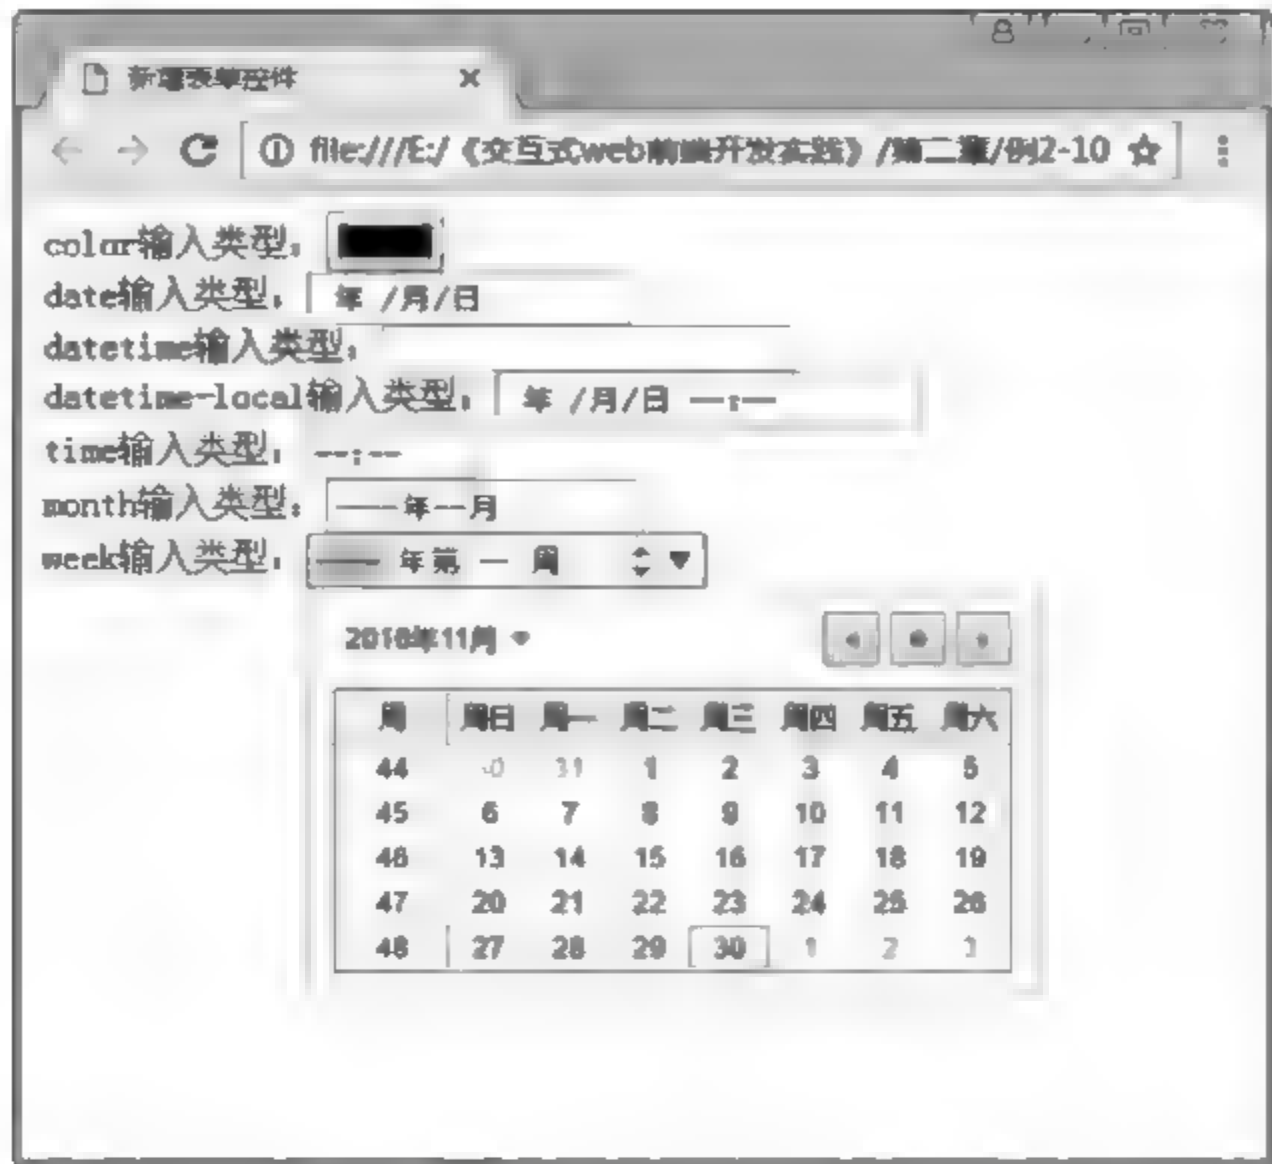 新建表单控件
file:///E:/《交互式web前端开发实践》/第二章/例2-10
color输入类型：
date输入类型： 年 /月/日
datetime输入类型：
datetime-local输入类型： 年 /月/日 --:--
time输入类型： --:--
month输入类型： ---- 年--月
week输入类型： ---- 年第 -- 周
2016年11月
周 周日 周一 周二 周三 周四 周五 周六
44 30 31 1 2 3 4 5
45 6 7 8 9 10 11 12
46 13 14 15 16 17 18 19
47 20 21 22 23 24 25 26
48 27 28 29 30 1 2 3